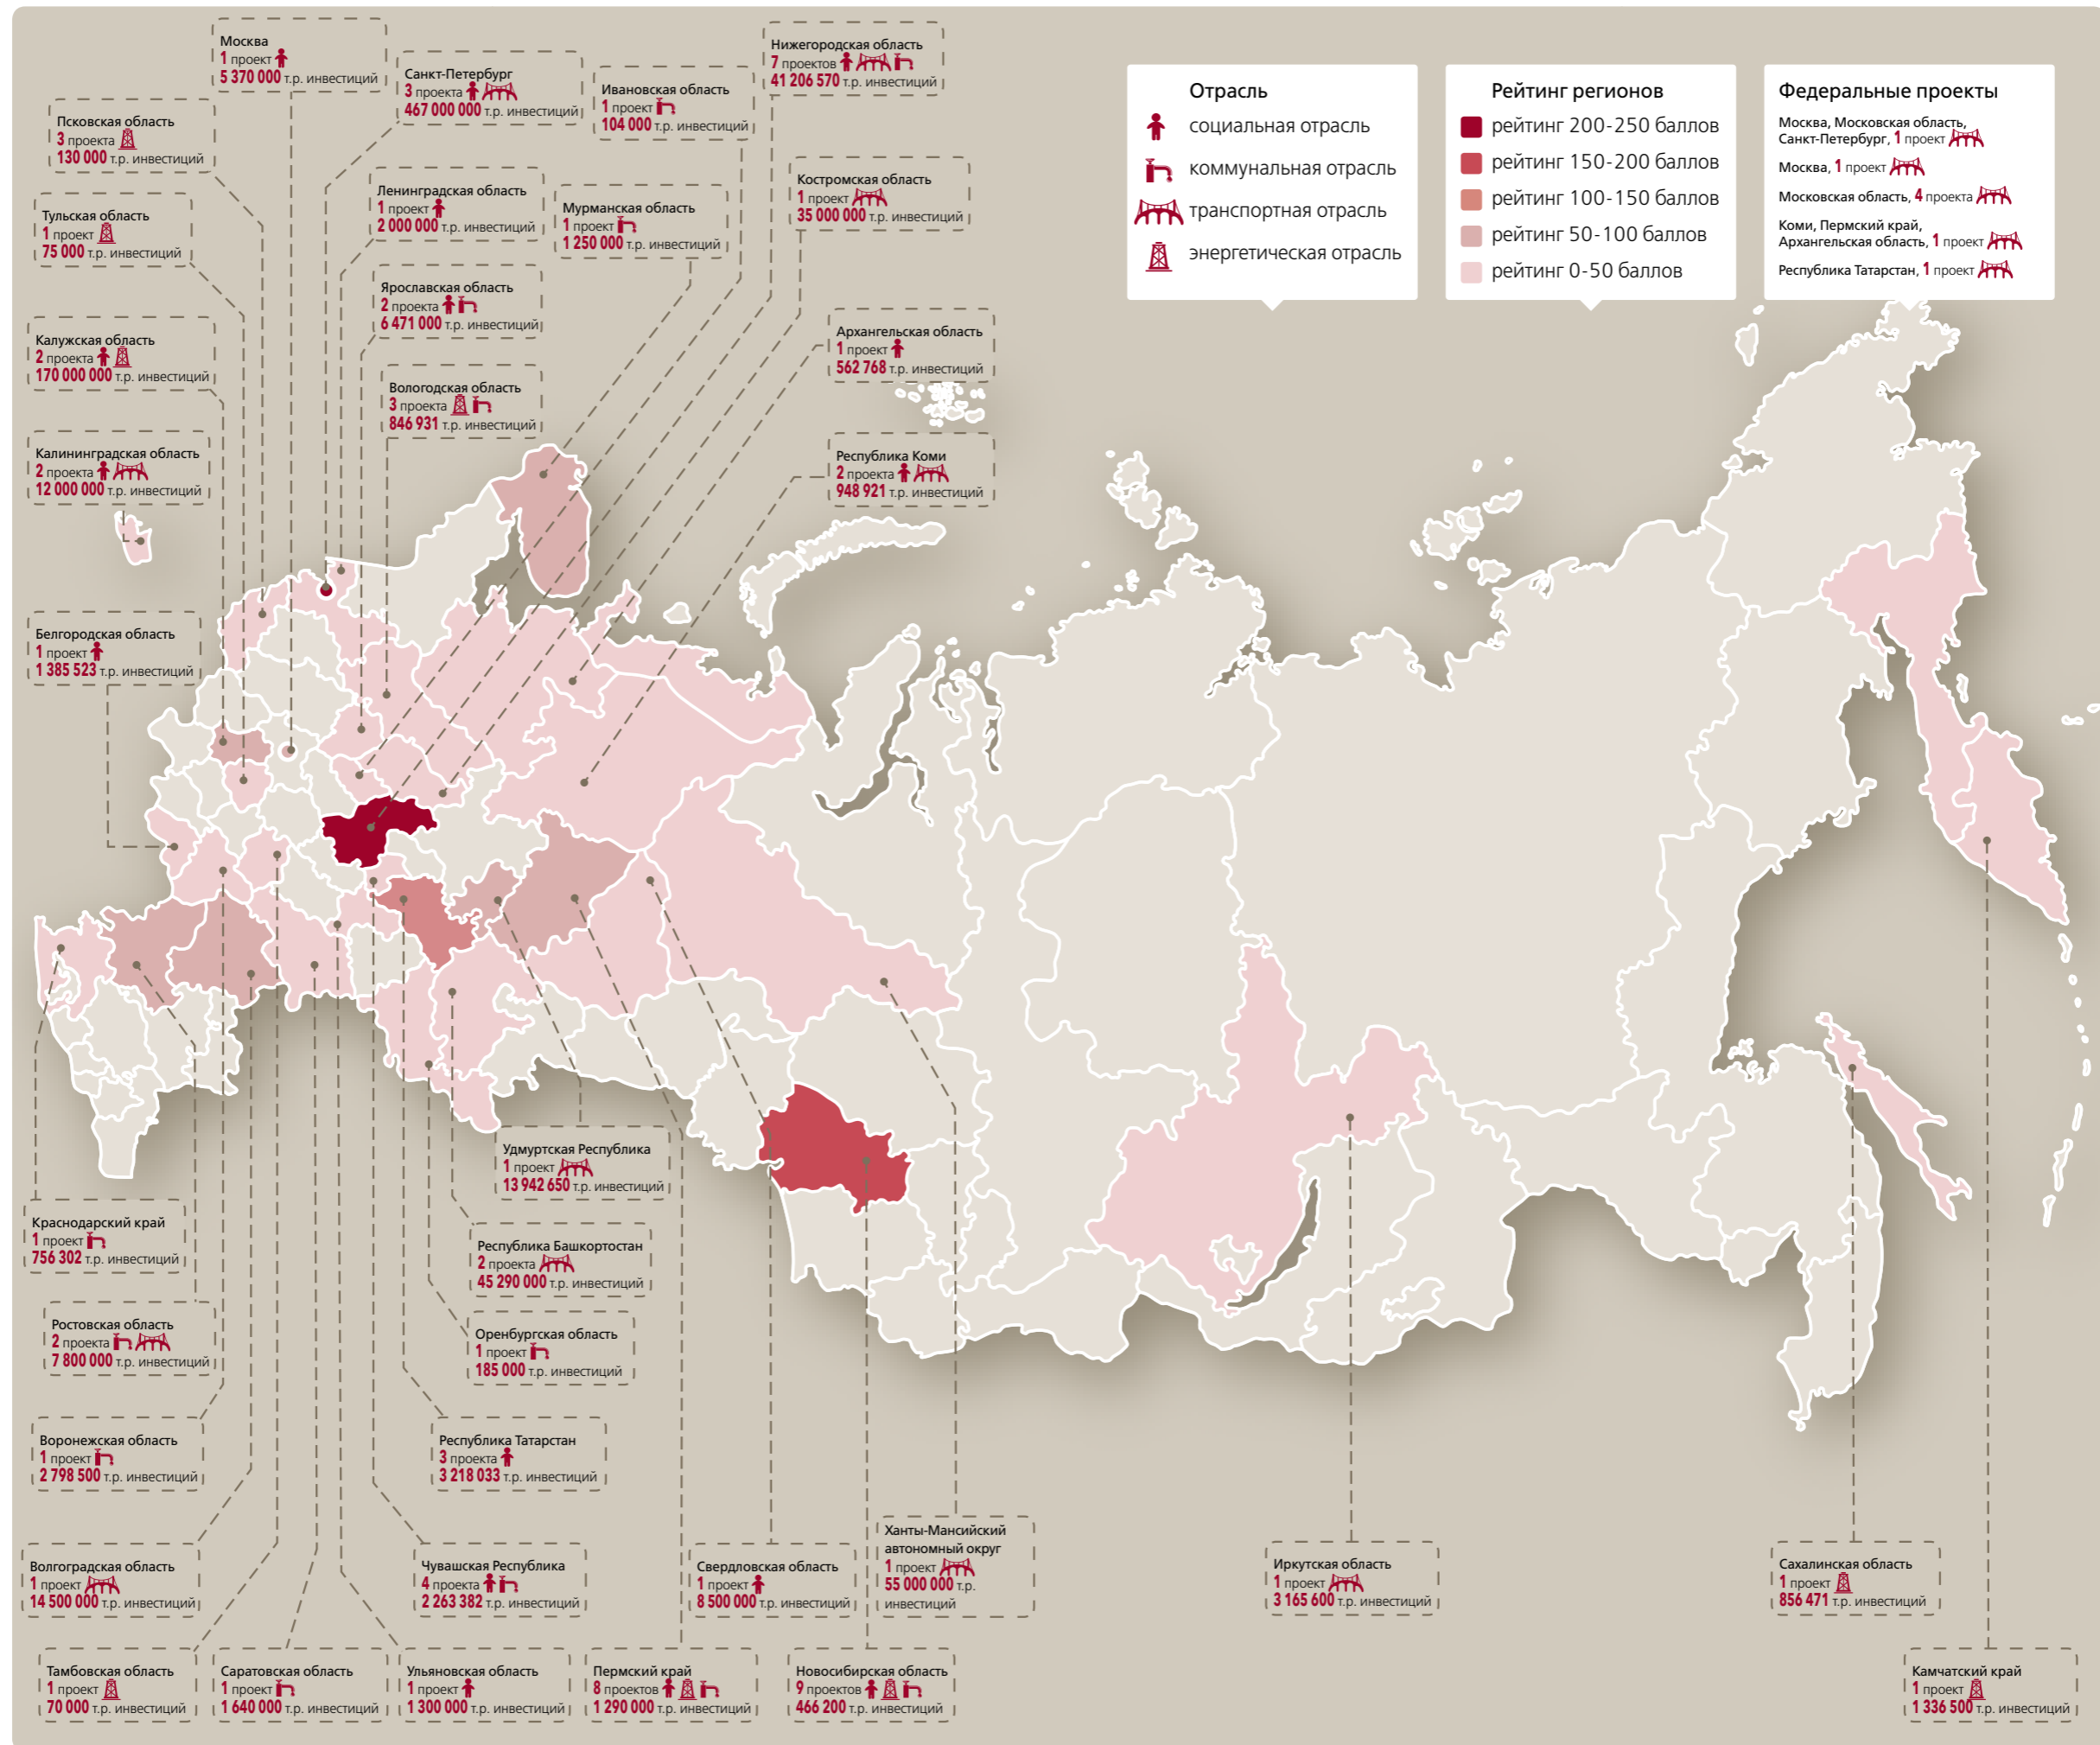 Москва
1 проект
5 370 000 т.р. инвестиций
Санкт-Петербург
3 проекта
467 000 000 т.р. инвестиций
Ивановская область
1 проект
104 000 т.р. инвестиций
Нижегородская область
7 проектов
41 206 570 т.р. инвестиций
Псковская область
3 проекта
130 000 т.р. инвестиций
Ленинградская область
1 проект
2 000 000 т.р. инвестиций
Мурманская область
1 проект
1 250 000 т.р. инвестиций
Костромская область
1 проект
35 000 000 т.р. инвестиций
Тульская область
1 проект
75 000 т.р. инвестиций
Ярославская область
2 проекта
6 471 000 т.р. инвестиций
Архангельская область
1 проект
562 768 т.р. инвестиций
Калужская область
2 проекта
170 000 000 т.р. инвестиций
Вологодская область
3 проекта
846 931 т.р. инвестиций
Калининградская область
2 проекта
12 000 000 т.р. инвестиций
Республика Коми
2 проекта
948 921 т.р. инвестиций
Белгородская область
1 проект
1 385 523 т.р. инвестиций
Отрасль
социальная отрасль
коммунальная отрасль
транспортная отрасль
энергетическая отрасль
Рейтинг регионов
рейтинг 200-250 баллов
рейтинг 150-200 баллов
рейтинг 100-150 баллов
рейтинг 50-100 баллов
рейтинг 0-50 баллов
Федеральные проекты
Москва, Московская область,
Санкт-Петербург, 1 проект
Москва, 1 проект
Московская область, 4 проекта
Коми, Пермский край,
Архангельская область, 1 проект
Республика Татарстан, 1 проект
Удмуртская Республика
1 проект
13 942 650 т.р. инвестиций
Краснодарский край
1 проект
756 302 т.р. инвестиций
Республика Башкортостан
2 проекта
45 290 000 т.р. инвестиций
Ростовская область
2 проекта
7 800 000 т.р. инвестиций
Оренбургская область
1 проект
185 000 т.р. инвестиций
Воронежская область
1 проект
2 798 500 т.р. инвестиций
Республика Татарстан
3 проекта
3 218 033 т.р. инвестиций
Волгоградская область
1 проект
14 500 000 т.р. инвестиций
Чувашская Республика
4 проекта
2 263 382 т.р. инвестиций
Свердловская область
1 проект
8 500 000 т.р. инвестиций
Ханты-Мансийский
автономный округ
1 проект
55 000 000 т.р.
инвестиций
Иркутская область
1 проект
3 165 600 т.р. инвестиций
Сахалинская область
1 проект
856 471 т.р. инвестиций
Тамбовская область
1 проект
70 000 т.р. инвестиций
Саратовская область
1 проект
1 640 000 т.р. инвестиций
Ульяновская область
1 проект
1 300 000 т.р. инвестиций
Пермский край
8 проектов
1 290 000 т.р. инвестиций
Новосибирская область
9 проектов
466 200 т.р. инвестиций
Камчатский край
1 проект
1 336 500 т.р. инвестиций